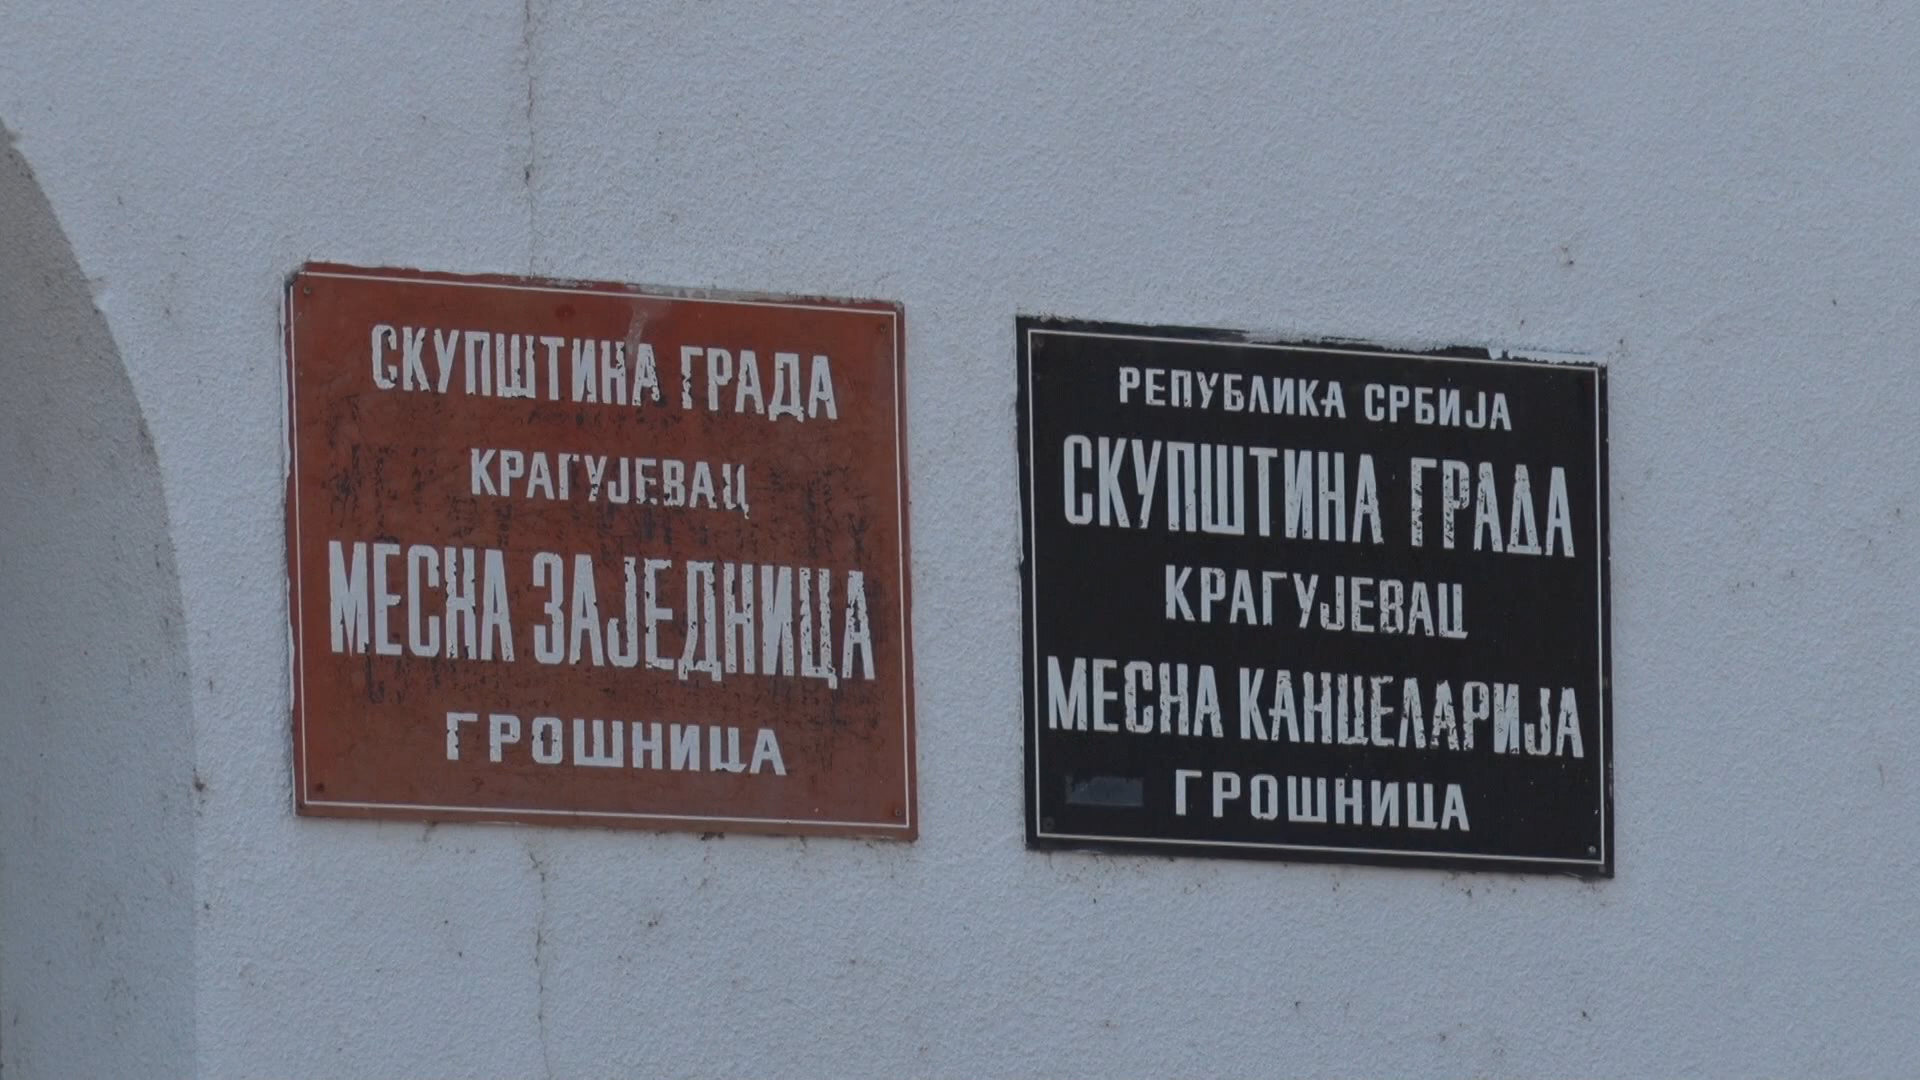 СКУПШТИНА ГРАДА
КРАГУЈЕВАЦ
МЕСНА ЗАЈЕДНИЦА
ГРОШНИЦА
РЕПУБЛИКА СРБИЈА
СКУПШТИНА ГРАДА
КРАГУЈЕВАЦ
МЕСНА КАНЦЕЛАРИЈА
ГРОШНИЦА